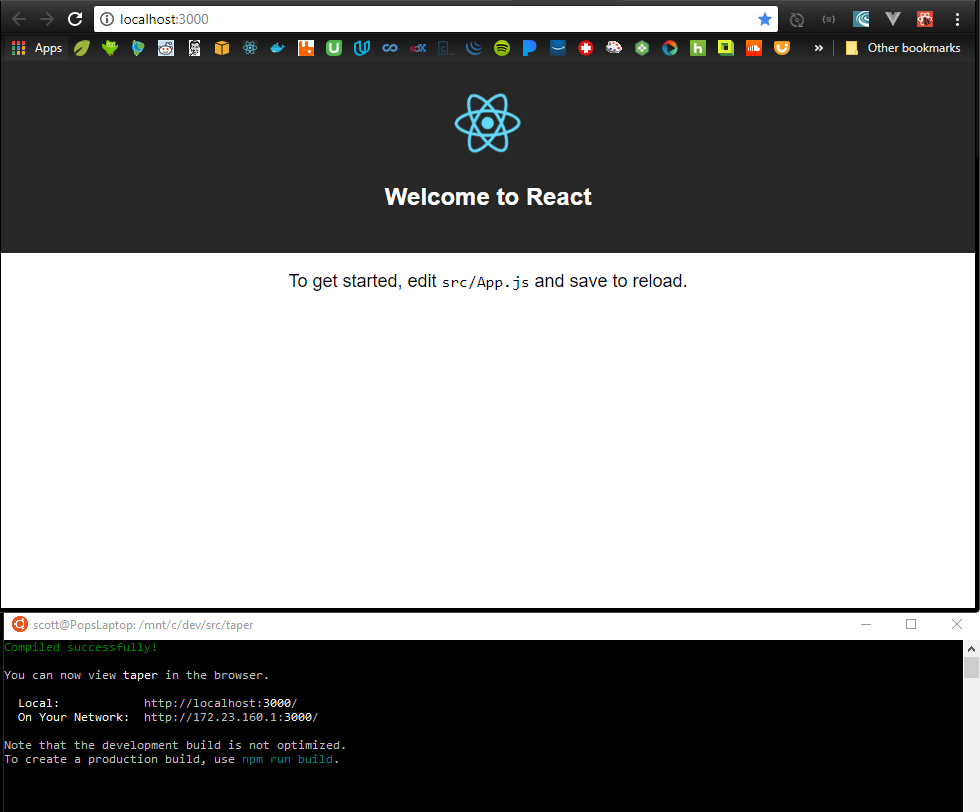 localhost:3000
Apps
Other bookmarks
Welcome to React
To get started, edit src/App.js and save to reload.
scott@PopsLaptop: /mnt/c/dev/src/taper
Compiled successfully!
You can now view taper in the browser.
Local: http://localhost:3000/
On Your Network: http://172.23.160.1:3000/
Note that the development build is not optimized.
To create a production build, use npm run build.